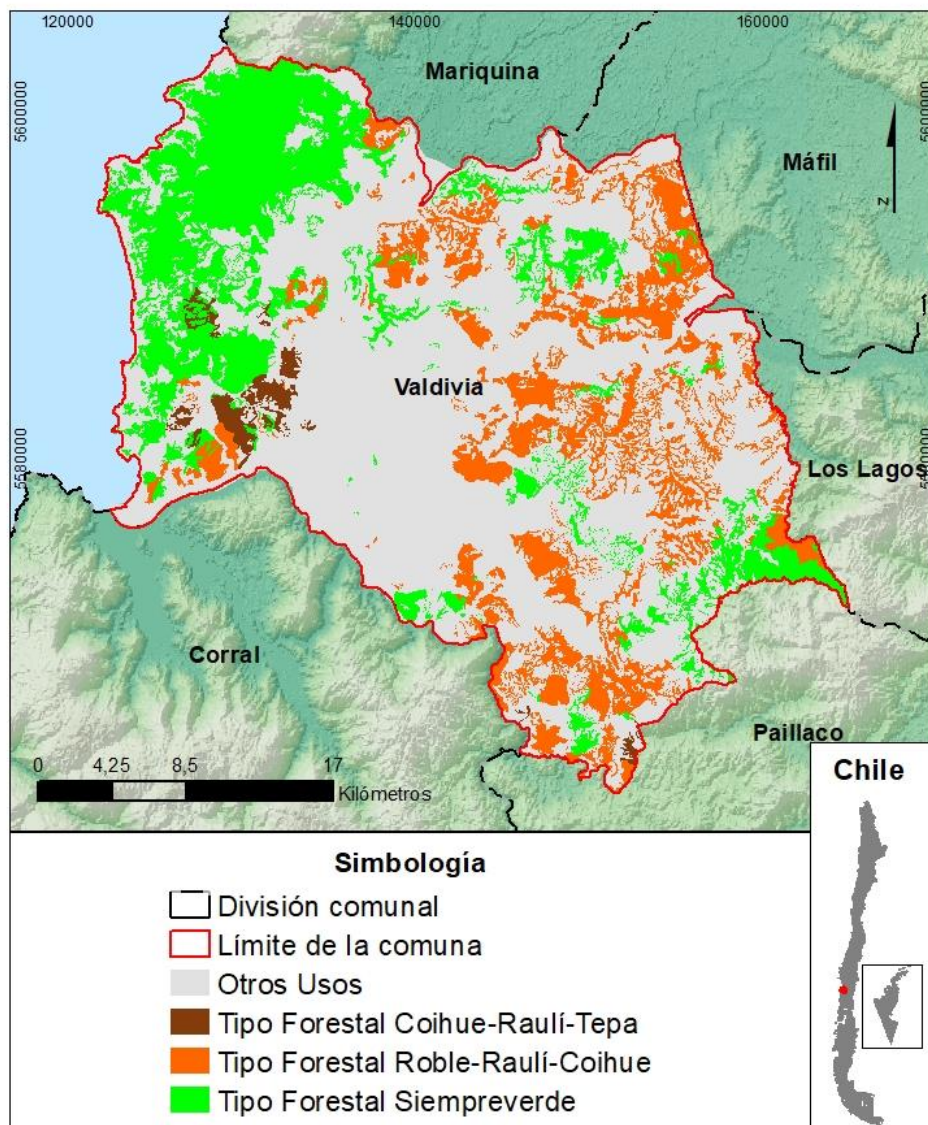 120000 140000 160000
Mariquina
5600000
5600000
Máfil
N
Valdivia
Los Lagos
5580000
Corral
Paillaco
0 4,25 8,5 17
Kilómetros
Chile
Simbología
División comunal
Límite de la comuna
Otros Usos
Tipo Forestal Coihue-Raulí-Tepa
Tipo Forestal Roble-Raulí-Coihue
Tipo Forestal Siempreverde